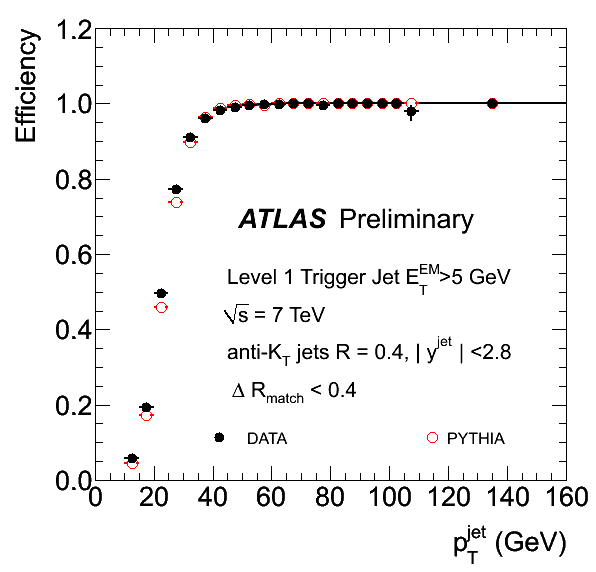 Efficiency
1.2
1.0
0.8
0.6
0.4
0.2
0.0
ATLAS Preliminary
Level 1 Trigger Jet E_T^EM>5 GeV
√s = 7 TeV
anti-K_T jets R = 0.4, | y^jet | <2.8
Δ R_match < 0.4
DATA PYTHIA
0 20 40 60 80 100 120 140 160
p_T^jet (GeV)